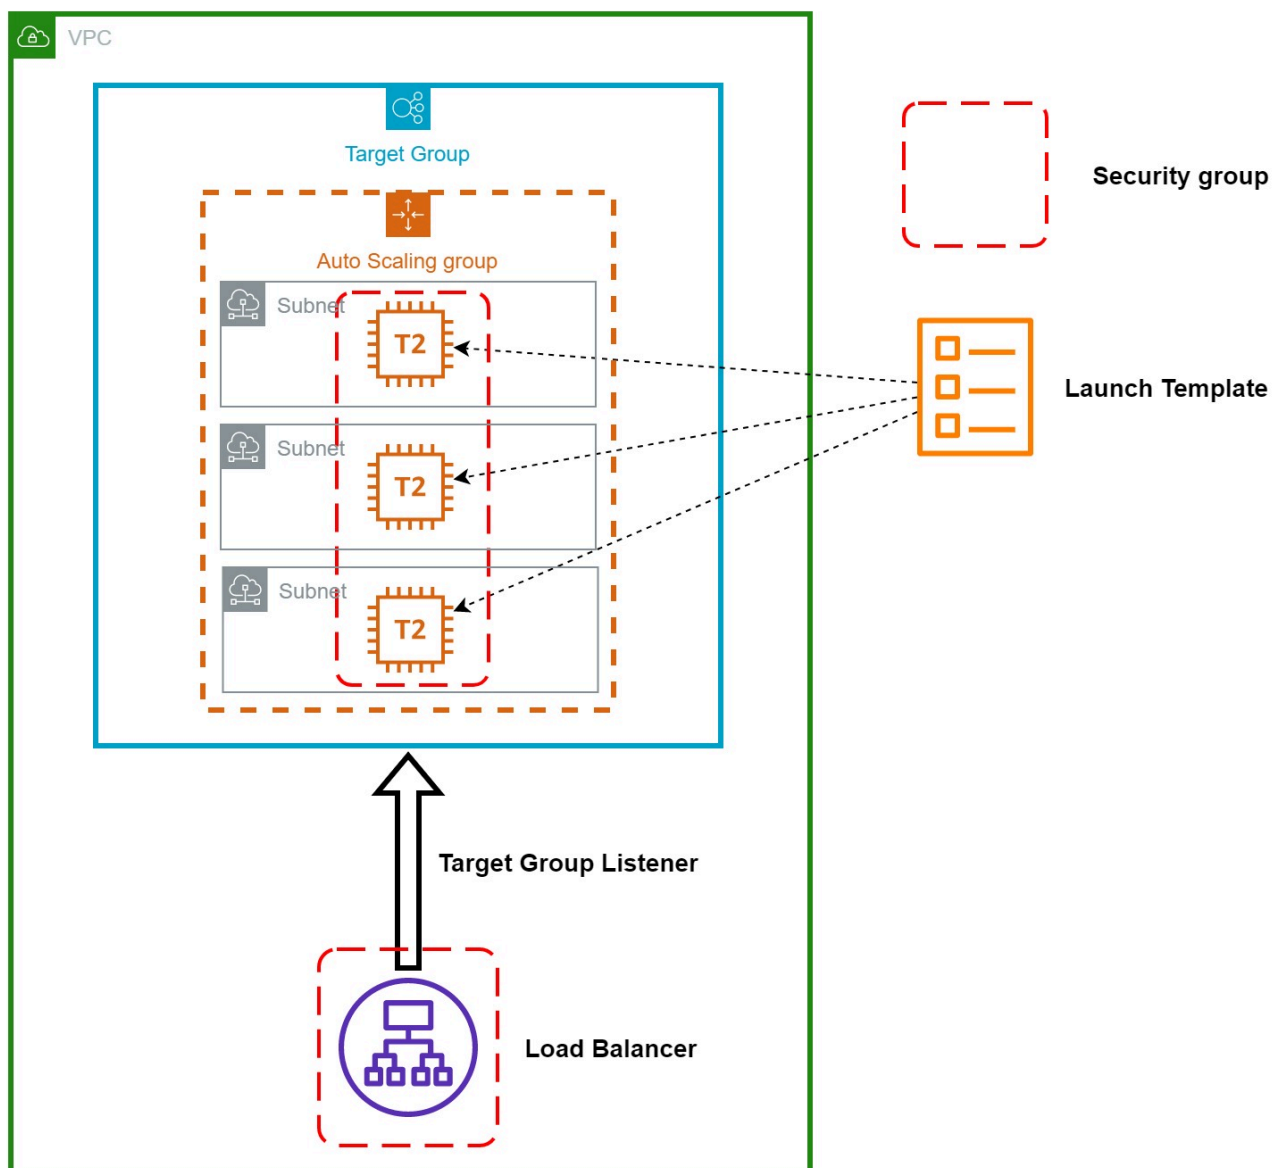 VPC
Target Group
Auto Scaling group
Subnet
T2
Subnet
T2
Subnet
T2
Security group
Launch Template
Target Group Listener
Load Balancer